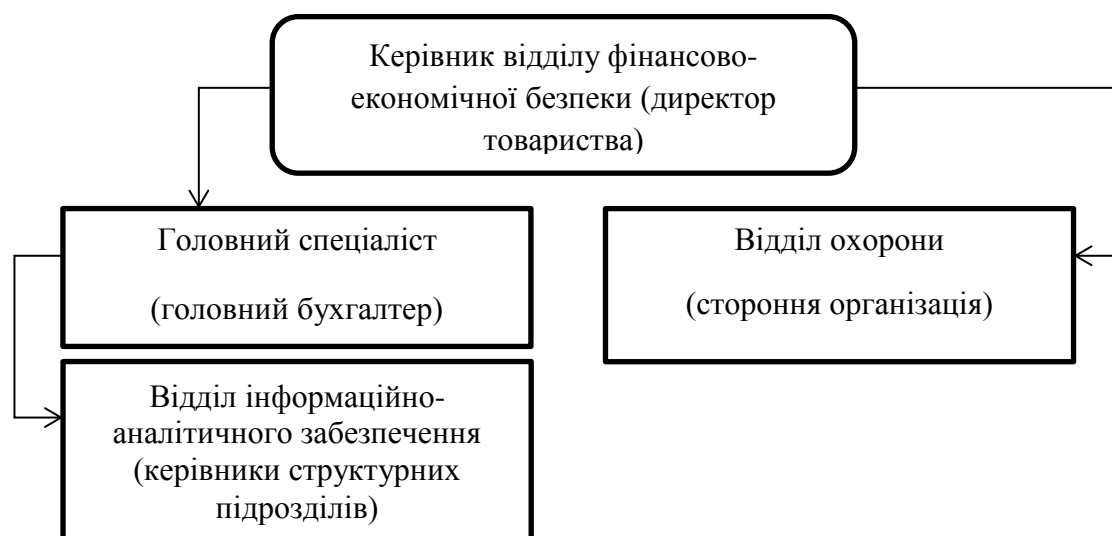 Керівник відділу фінансово-
економічної безпеки (директор
товариства)
Головний спеціаліст
(головний бухгалтер)
Відділ охорони
(стороння організація)
Відділ інформаційно-
аналітичного забезпечення
(керівники структурних
підрозділів)